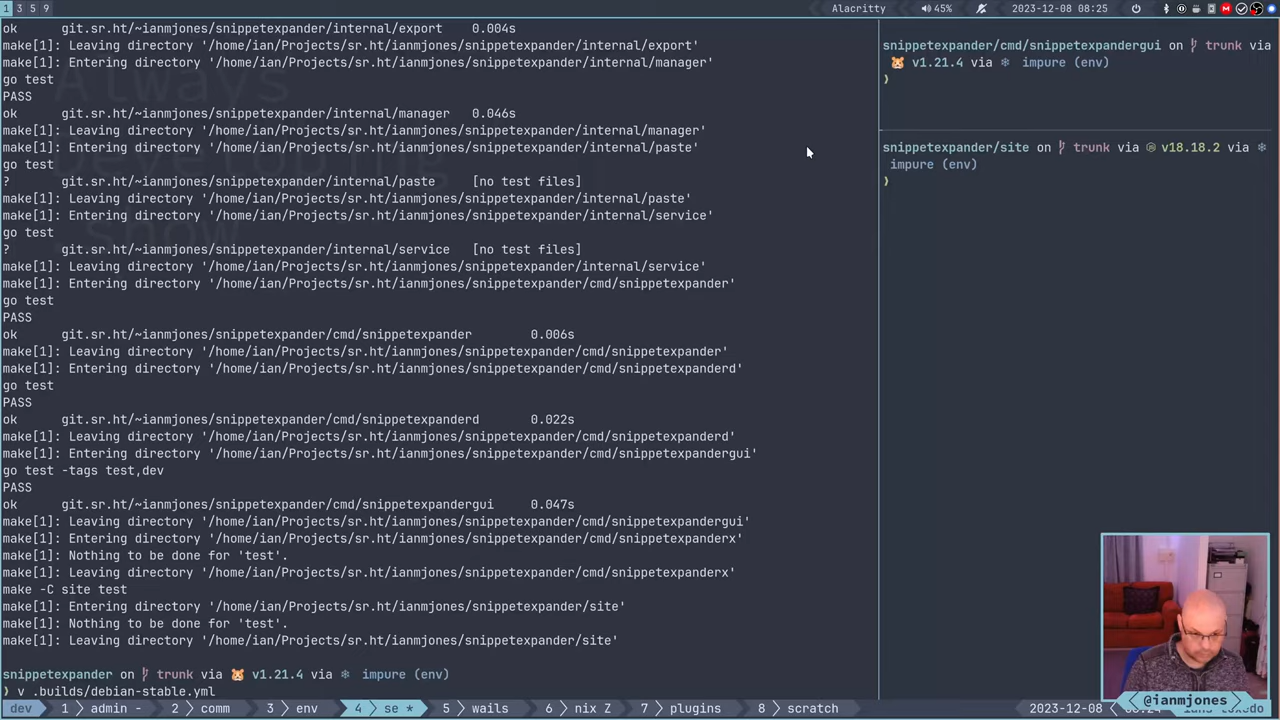 1 3 5 9 Alacritty 45% 2023-12-08 08:25
ok git.sr.ht/~ianmjones/snippetexpander/internal/export 0.004s
make[1]: Leaving directory '/home/ian/Projects/sr.ht/ianmjones/snippetexpander/internal/export'
make[1]: Entering directory '/home/ian/Projects/sr.ht/ianmjones/snippetexpander/internal/manager'
go test
PASS
ok git.sr.ht/~ianmjones/snippetexpander/internal/manager 0.046s
make[1]: Leaving directory '/home/ian/Projects/sr.ht/ianmjones/snippetexpander/internal/manager'
make[1]: Entering directory '/home/ian/Projects/sr.ht/ianmjones/snippetexpander/internal/paste'
go test
? git.sr.ht/~ianmjones/snippetexpander/internal/paste [no test files]
make[1]: Leaving directory '/home/ian/Projects/sr.ht/ianmjones/snippetexpander/internal/paste'
make[1]: Entering directory '/home/ian/Projects/sr.ht/ianmjones/snippetexpander/internal/service'
go test
? git.sr.ht/~ianmjones/snippetexpander/internal/service [no test files]
make[1]: Leaving directory '/home/ian/Projects/sr.ht/ianmjones/snippetexpander/internal/service'
make[1]: Entering directory '/home/ian/Projects/sr.ht/ianmjones/snippetexpander/cmd/snippetexpander'
go test
PASS
ok git.sr.ht/~ianmjones/snippetexpander/cmd/snippetexpander 0.006s
make[1]: Leaving directory '/home/ian/Projects/sr.ht/ianmjones/snippetexpander/cmd/snippetexpander'
make[1]: Entering directory '/home/ian/Projects/sr.ht/ianmjones/snippetexpander/cmd/snippetexpanderd'
go test
PASS
ok git.sr.ht/~ianmjones/snippetexpander/cmd/snippetexpanderd 0.022s
make[1]: Leaving directory '/home/ian/Projects/sr.ht/ianmjones/snippetexpander/cmd/snippetexpanderd'
make[1]: Entering directory '/home/ian/Projects/sr.ht/ianmjones/snippetexpander/cmd/snippetexpandergui'
go test -tags test,dev
PASS
ok git.sr.ht/~ianmjones/snippetexpander/cmd/snippetexpandergui 0.047s
make[1]: Leaving directory '/home/ian/Projects/sr.ht/ianmjones/snippetexpander/cmd/snippetexpandergui'
make[1]: Entering directory '/home/ian/Projects/sr.ht/ianmjones/snippetexpander/cmd/snippetexpanderx'
make[1]: Nothing to be done for 'test'.
make[1]: Leaving directory '/home/ian/Projects/sr.ht/ianmjones/snippetexpander/cmd/snippetexpanderx'
make -C site test
make[1]: Entering directory '/home/ian/Projects/sr.ht/ianmjones/snippetexpander/site'
make[1]: Nothing to be done for 'test'.
make[1]: Leaving directory '/home/ian/Projects/sr.ht/ianmjones/snippetexpander/site'
snippetexpander on trunk via 🐹 v1.21.4 via ❄ impure (env)
❯ v .builds/debian-stable.yml
snippetexpander/cmd/snippetexpandergui on trunk via
🐹 v1.21.4 via ❄ impure (env)
❯
snippetexpander/site on trunk via v18.18.2 via ❄
impure (env)
❯
Always
Developing
Show
dev 1 admin - 2 comm 3 env 4 se * 5 wails 6 nix Z 7 plugins 8 scratch 2023-12-08
@ianmjones